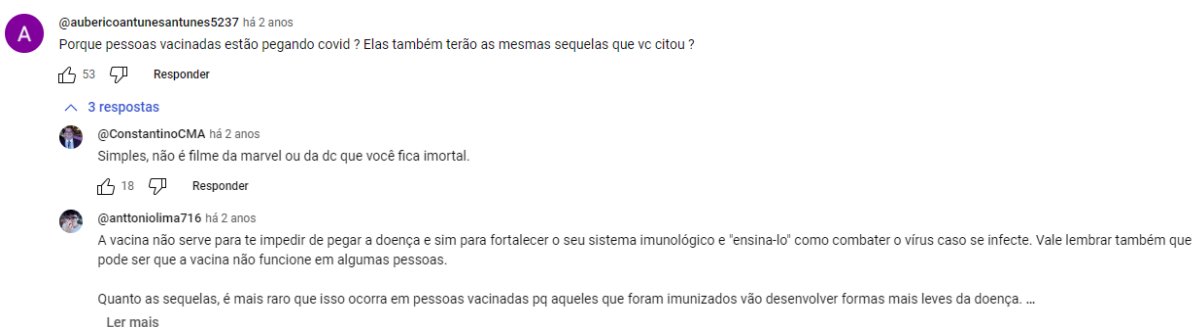 A
@aubericoantunesantunes5237 há 2 anos
Porque pessoas vacinadas estão pegando covid ? Elas também terão as mesmas sequelas que vc citou ?
53 Responder
3 respostas
@ConstantinoCMA há 2 anos
Simples, não é filme da marvel ou da dc que você fica imortal.
18 Responder
@anttoniolima716 há 2 anos
A vacina não serve para te impedir de pegar a doença e sim para fortalecer o seu sistema imunológico e "ensina-lo" como combater o vírus caso se infecte. Vale lembrar também que
pode ser que a vacina não funcione em algumas pessoas.
Quanto as sequelas, é mais raro que isso ocorra em pessoas vacinadas pq aqueles que foram imunizados vão desenvolver formas mais leves da doença. ...
Ler mais